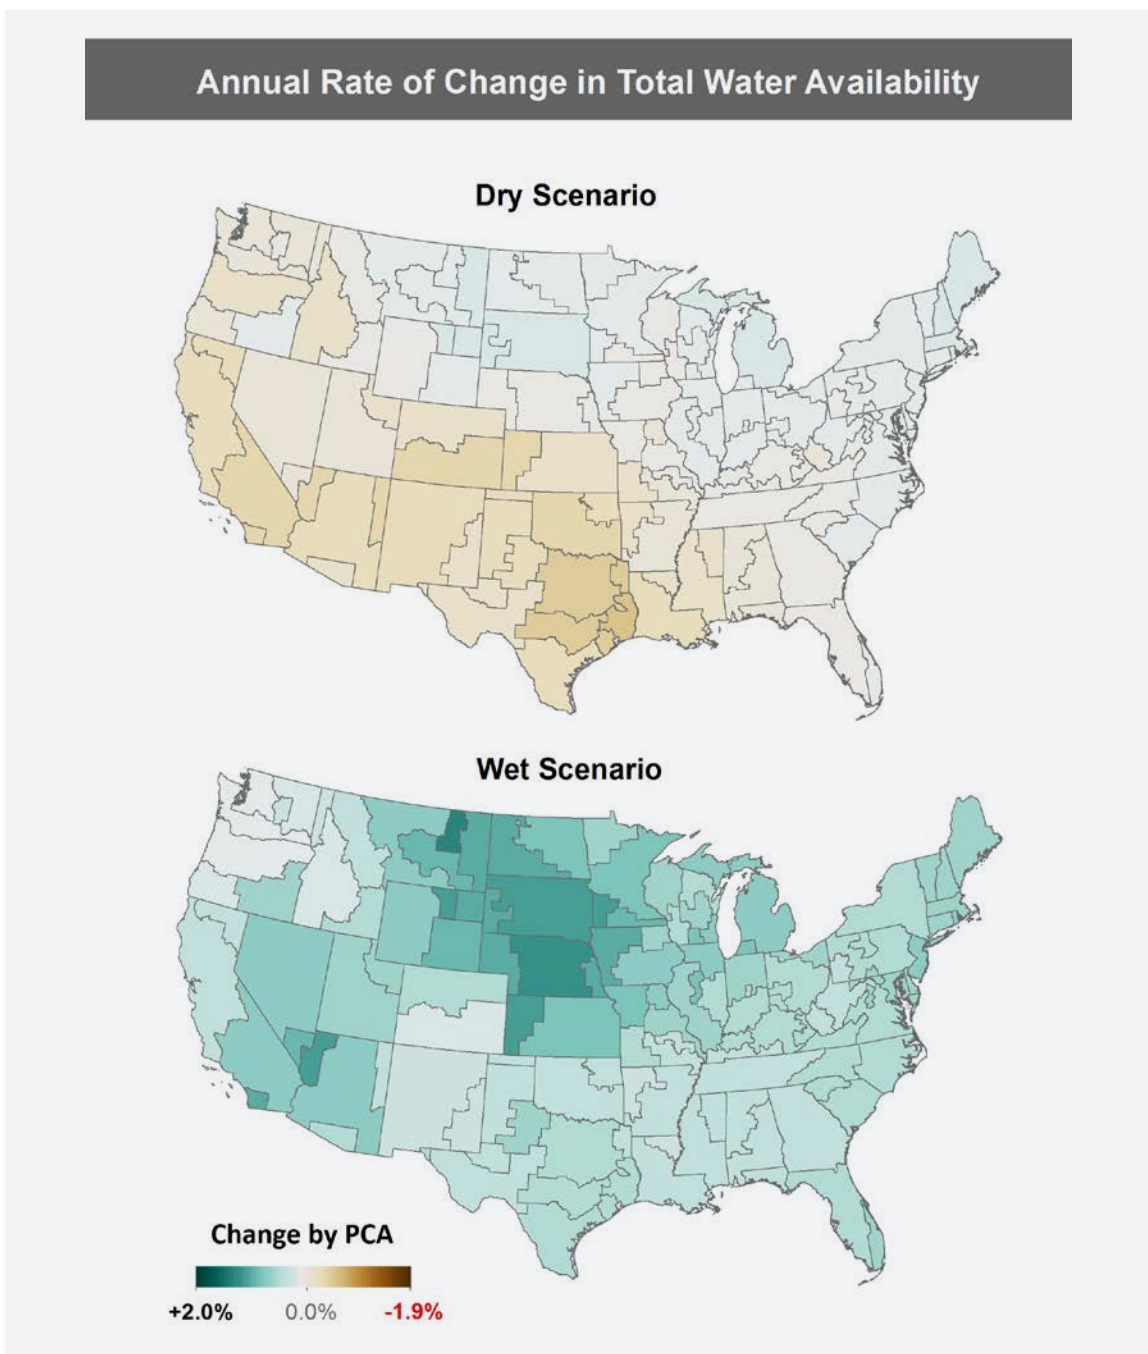 Annual Rate of Change in Total Water Availability
Dry Scenario
Wet Scenario
Change by PCA
+2.0% 0.0% -1.9%